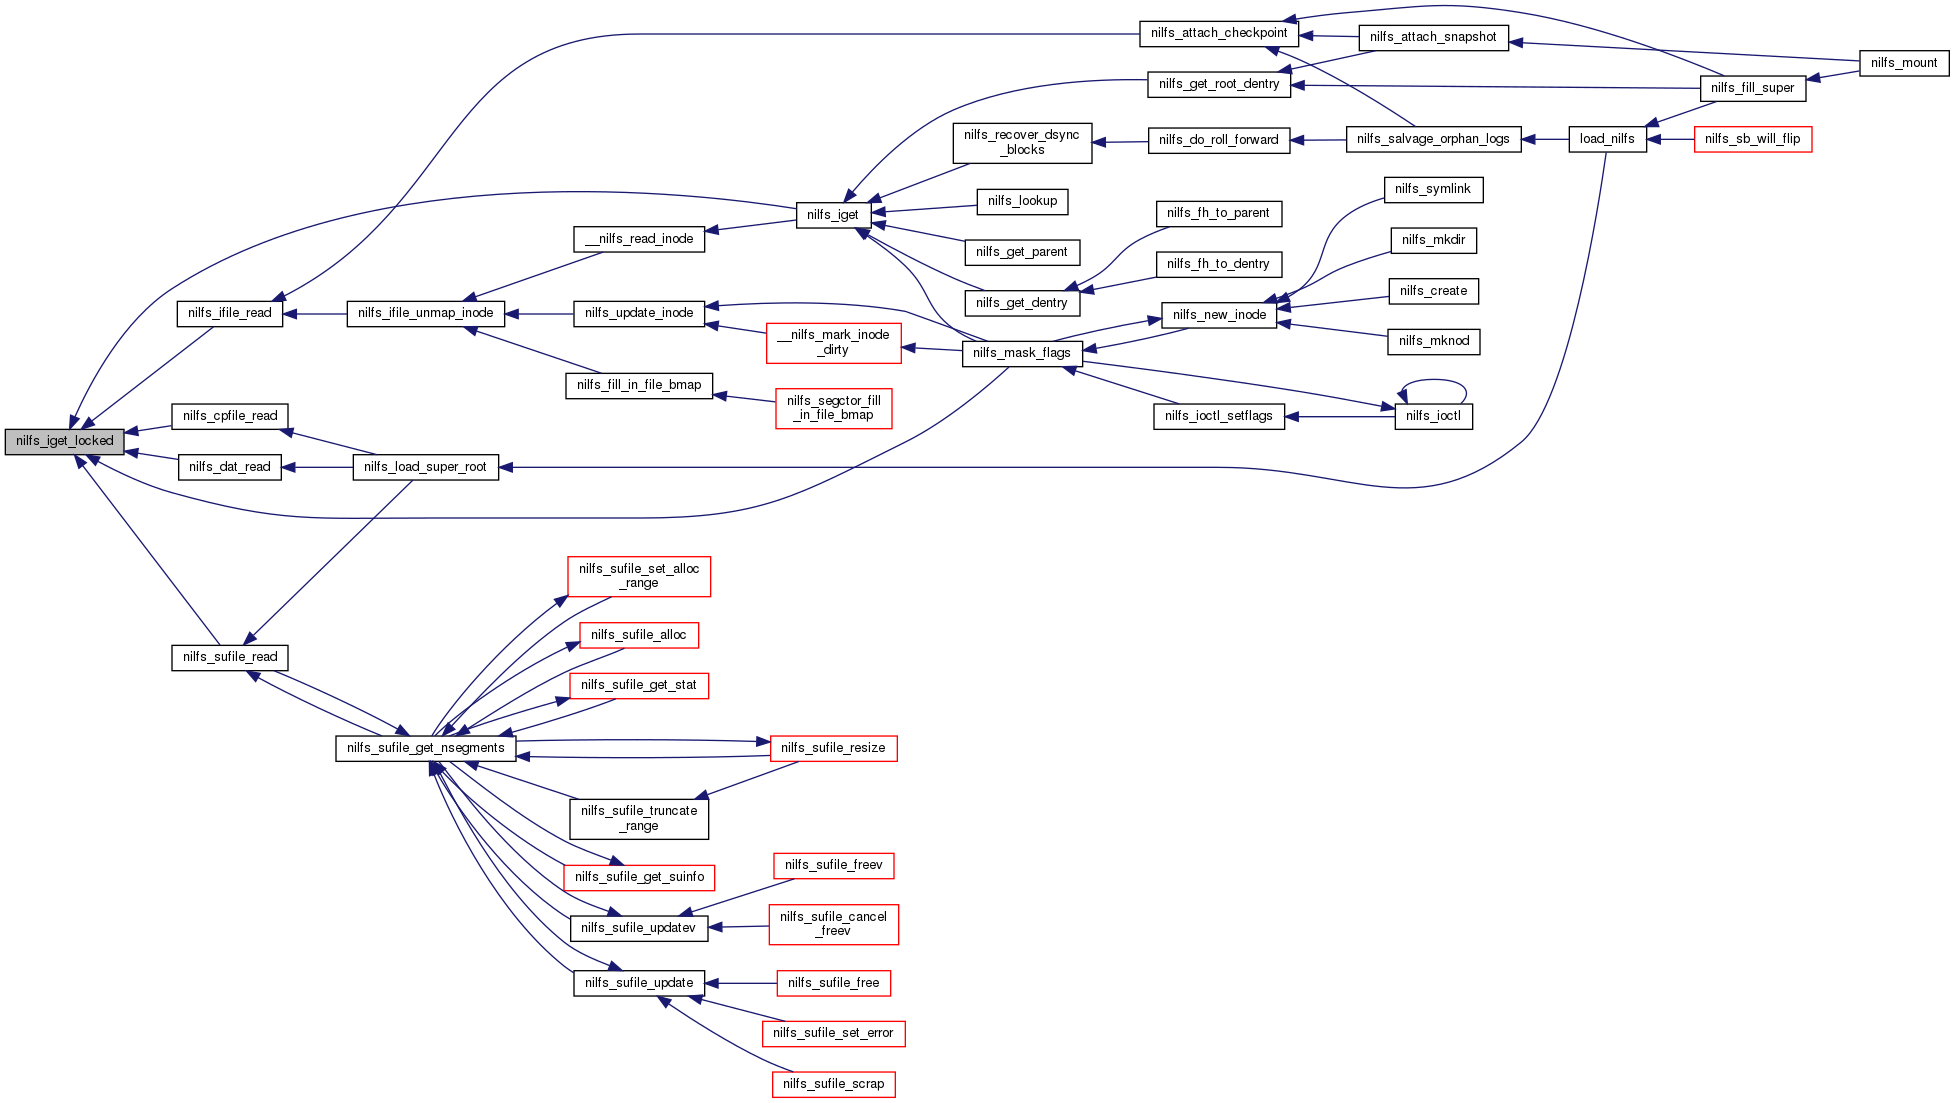 nilfs_attach_checkpoint
nilfs_attach_snapshot
nilfs_mount
nilfs_get_root_dentry
nilfs_fill_super
nilfs_recover_dsync
_blocks
nilfs_do_roll_forward
nilfs_salvage_orphan_logs
load_nilfs
nilfs_sb_will_flip
nilfs_symlink
nilfs_lookup
nilfs_iget
nilfs_fh_to_parent
__nilfs_read_inode
nilfs_mkdir
nilfs_get_parent
nilfs_fh_to_dentry
nilfs_create
nilfs_get_dentry
nilfs_ifile_read
nilfs_ifile_unmap_inode
nilfs_update_inode
nilfs_new_inode
__nilfs_mark_inode
_dirty
nilfs_mknod
nilfs_mask_flags
nilfs_fill_in_file_bmap
nilfs_segctor_fill
_in_file_bmap
nilfs_cpfile_read
nilfs_ioctl_setflags
nilfs_ioctl
nilfs_iget_locked
nilfs_dat_read
nilfs_load_super_root
nilfs_sufile_set_alloc
_range
nilfs_sufile_alloc
nilfs_sufile_read
nilfs_sufile_get_stat
nilfs_sufile_get_nsegments
nilfs_sufile_resize
nilfs_sufile_truncate
_range
nilfs_sufile_freev
nilfs_sufile_get_suinfo
nilfs_sufile_cancel
_freev
nilfs_sufile_updatev
nilfs_sufile_update
nilfs_sufile_free
nilfs_sufile_set_error
nilfs_sufile_scrap